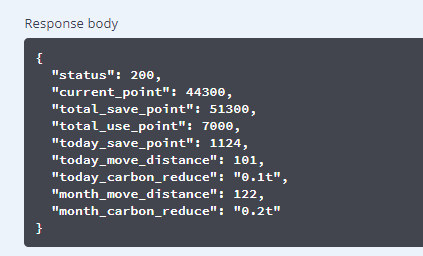 Response body
{
"status": 200,
"current_point": 44300,
"total_save_point": 51300,
"total_use_point": 7000,
"today_save_point": 1124,
"today_move_distance": 101,
"today_carbon_reduce": "0.1t",
"month_move_distance": 122,
"month_carbon_reduce": "0.2t"
}